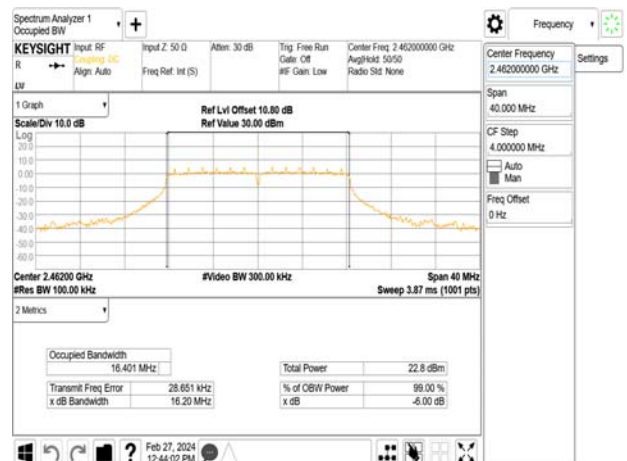 Spectrum Analyzer 1
Occupied BW
Frequency
KEYSIGHT Input: RF Input Z: 50 Ω Atten: 30 dB Trig: Free Run Center Freq: 2.462000000 GHz
R Coupling: DC Gate: Off Avg|Hold: 50/50
Align: Auto Freq Ref: Int (S) #IF Gain: Low Radio Std: None
Center Frequency
2.462000000 GHz
Settings
Span
40.000 MHz
CF Step
4.000000 MHz
Auto
Man
Freq Offset
0 Hz
1 Graph
Ref Lvl Offset 10.80 dB
Scale/Div 10.0 dB Ref Value 30.00 dBm
Log
20.0
10.0
0.00
-10.0
-20.0
-30.0
-40.0
-50.0
-60.0
Center 2.46200 GHz #Video BW 300.00 kHz Span 40 MHz
#Res BW 100.00 kHz Sweep 3.87 ms (1001 pts)
2 Metrics
Occupied Bandwidth
16.401 MHz Total Power 22.8 dBm
Transmit Freq Error 28.651 kHz % of OBW Power 99.00 %
x dB Bandwidth 16.20 MHz x dB -6.00 dB
? Feb 27, 2024
12:44:02 PM